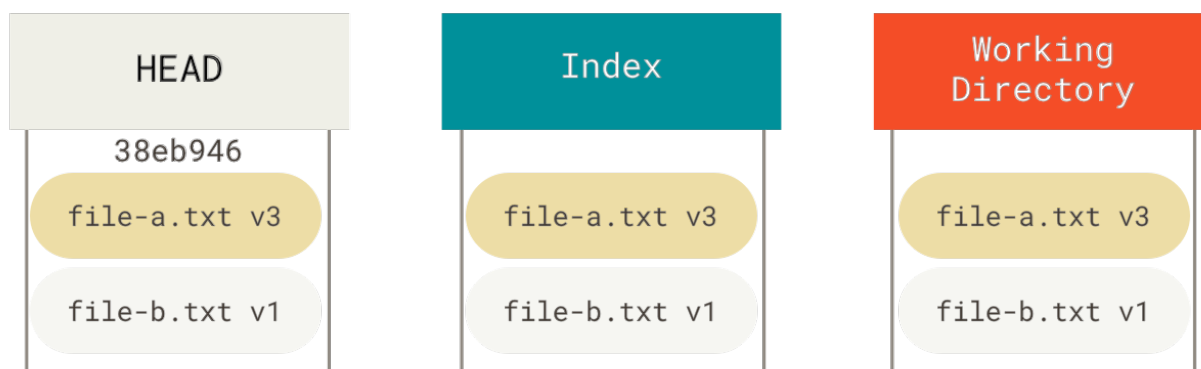 HEAD
Index
Working
Directory
38eb946
file-a.txt v3
file-a.txt v3
file-a.txt v3
file-b.txt v1
file-b.txt v1
file-b.txt v1